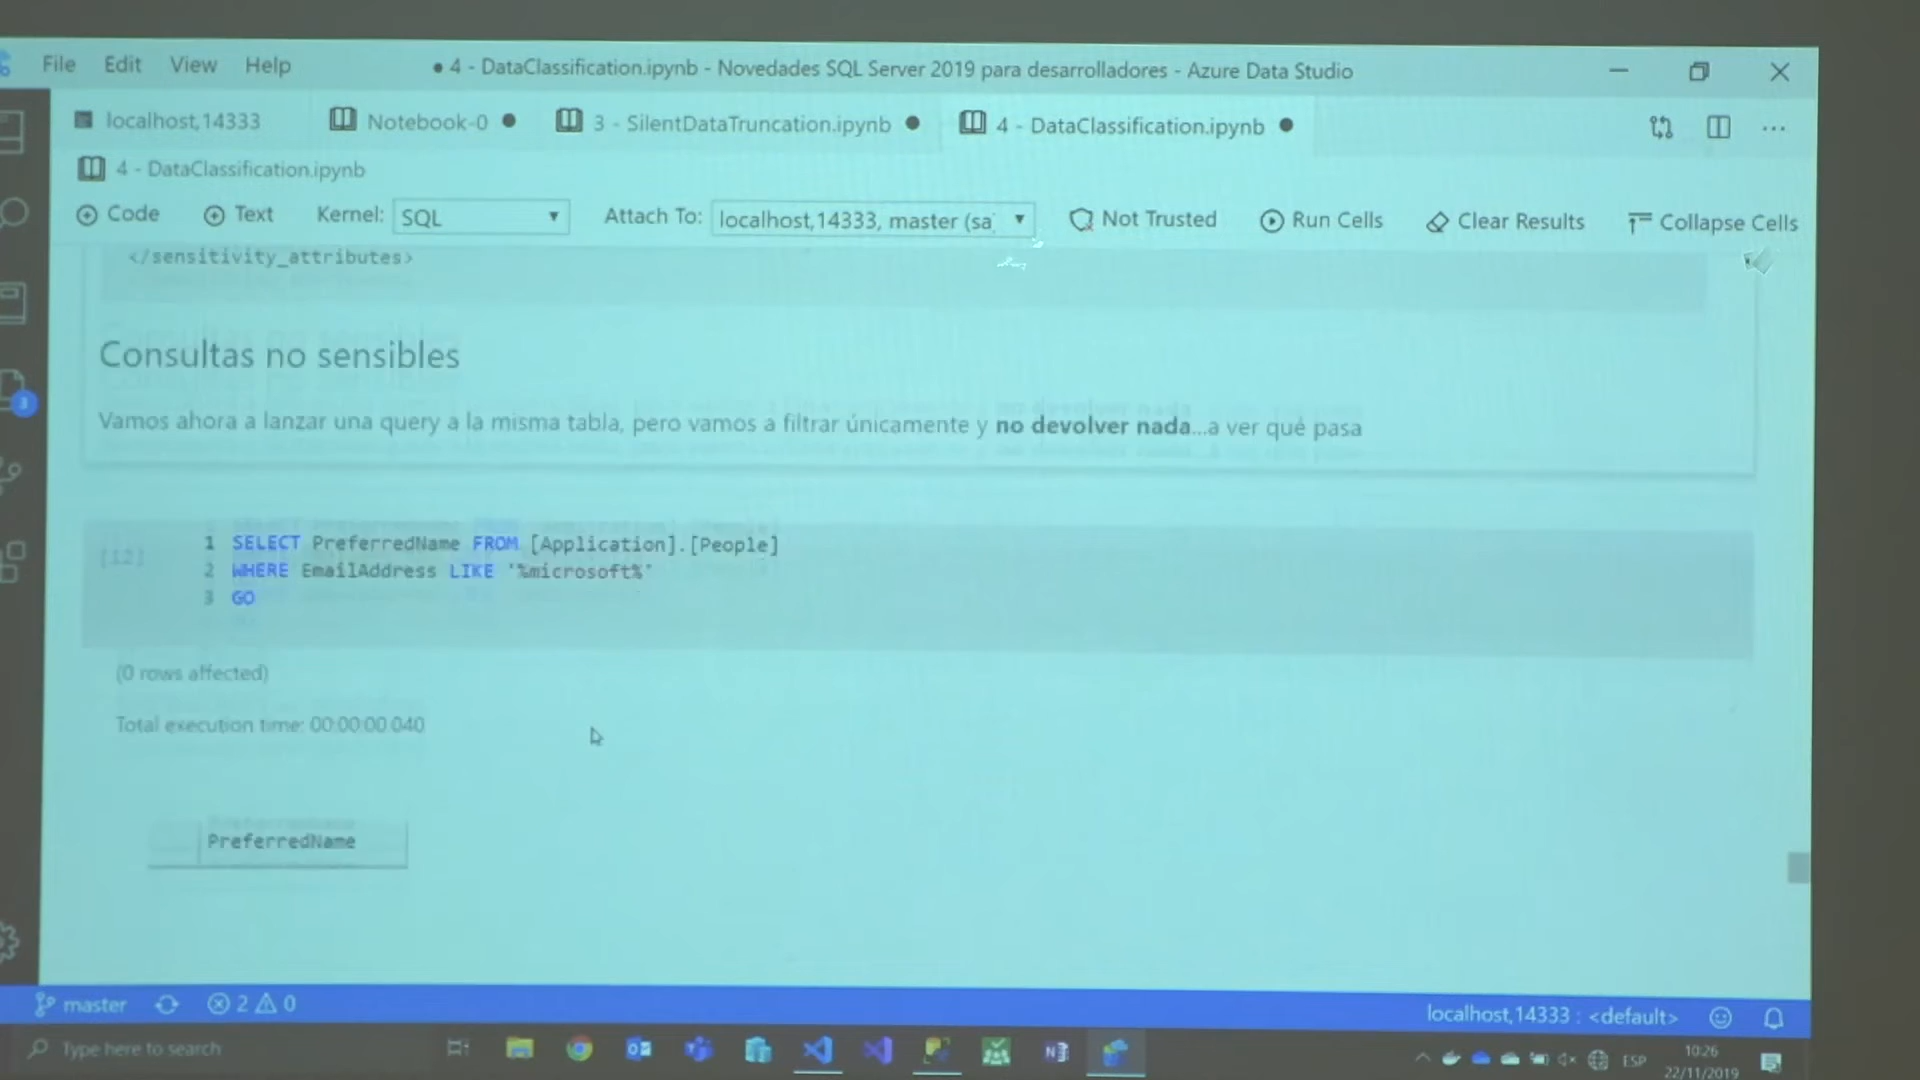 File Edit View Help ● 4 - DataClassification.ipynb - Novedades SQL Server 2019 para desarrolladores - Azure Data Studio
localhost,14333 Notebook-0 ● 3 - SilentDataTruncation.ipynb ● 4 - DataClassification.ipynb ●
4 - DataClassification.ipynb
Code Text Kernel: SQL Attach To: localhost,14333, master (sa) Not Trusted Run Cells Clear Results Collapse Cells
</sensitivity_attributes>
Consultas no sensibles
Vamos ahora a lanzar una query a la misma tabla, pero vamos a filtrar únicamente y no devolver nada...a ver qué pasa
[12]
1 SELECT PreferredName FROM [Application].[People]
2 WHERE EmailAddress LIKE '%microsoft%'
3 GO
(0 rows affected)
Total execution time: 00:00:00.040
PreferredName
3
master 2 0 localhost,14333 : <default>
Type here to search ESP 10:26
22/11/2019